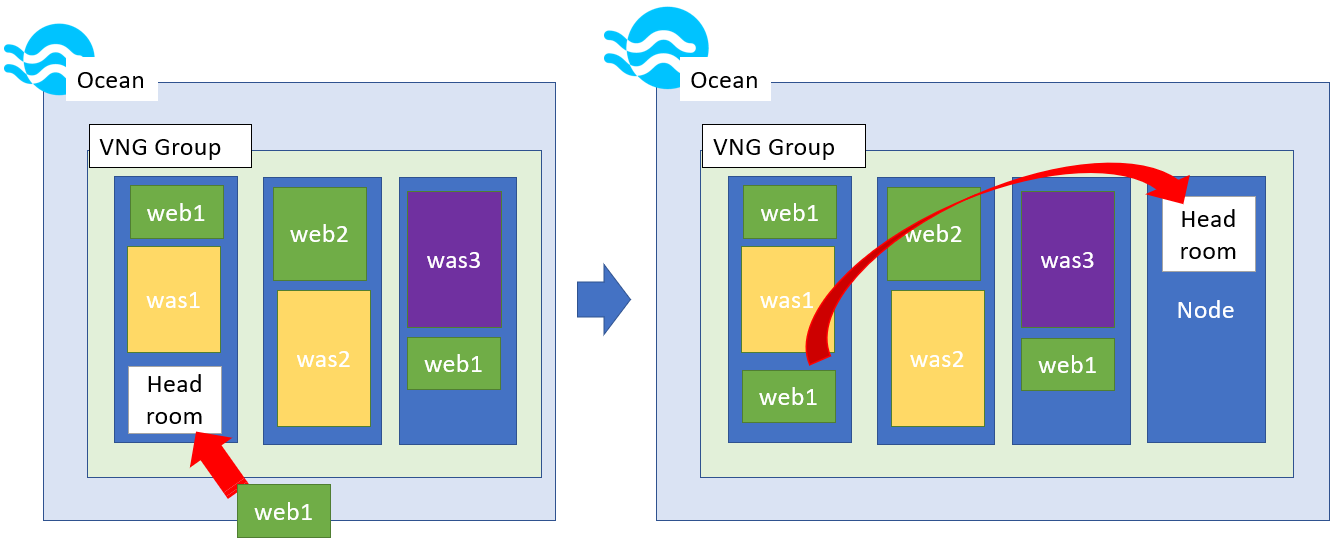 Ocean
VNG Group
web1
was1
Head
room
web2
was2
was3
web1
web1
Ocean
VNG Group
web1
was1
web1
web2
was2
was3
web1
Head
room
Node